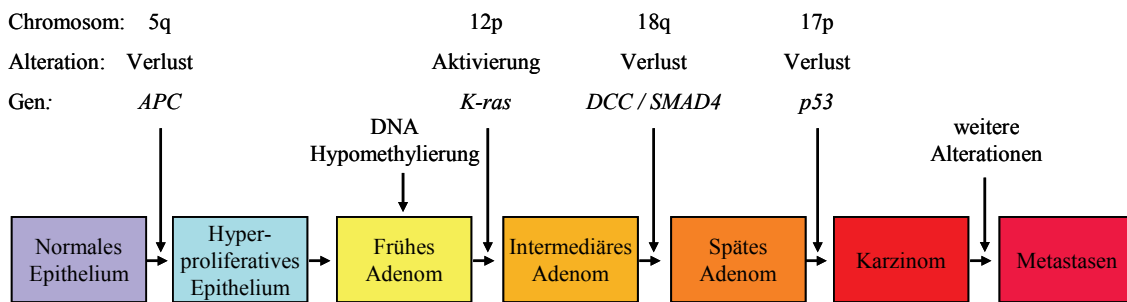 Chromosom: 5q 12p 18q 17p
Alteration: Verlust Aktivierung Verlust Verlust
Gen: APC K-ras DCC / SMAD4 p53
DNA
Hypomethylierung
weitere
Alterationen
Normales
Epithelium
Hyper-
proliferatives
Epithelium
Frühes
Adenom
Intermediäres
Adenom
Spätes
Adenom
Karzinom
Metastasen